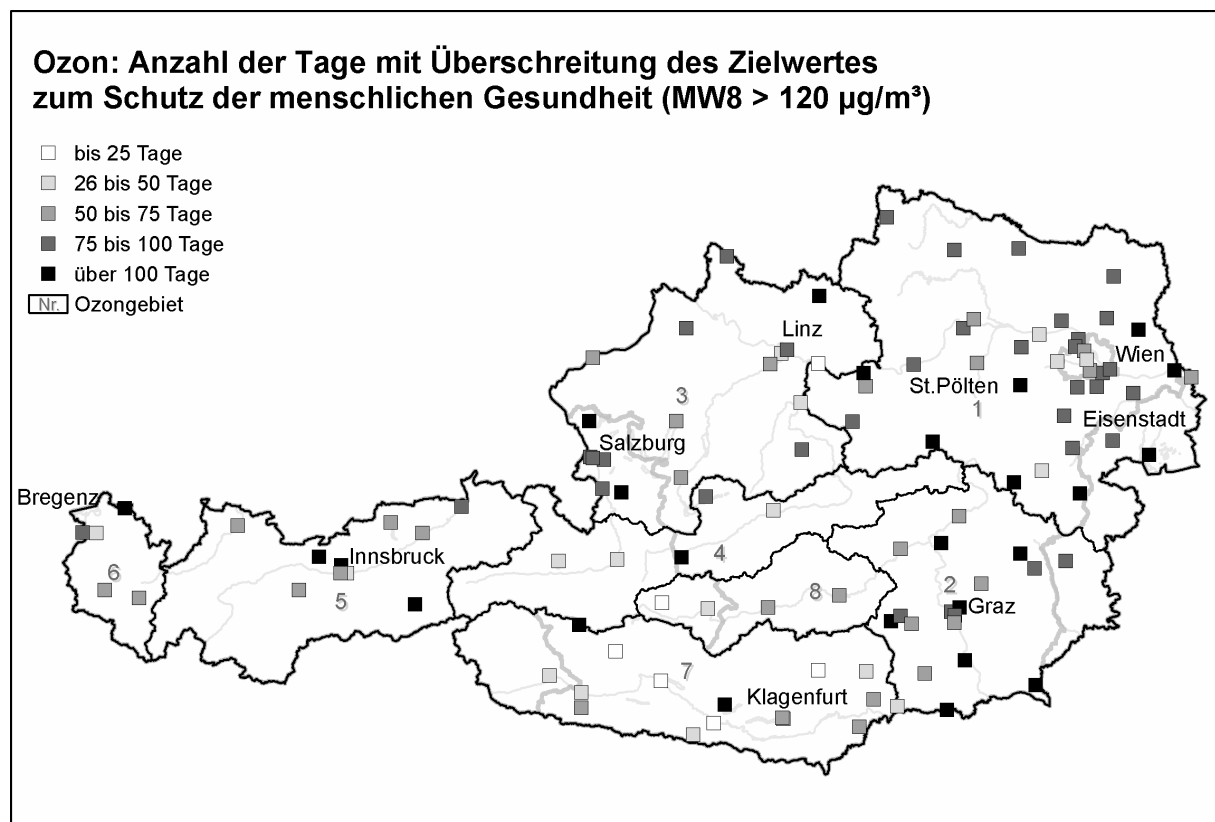 Ozon: Anzahl der Tage mit Überschreitung des Zielwertes
zum Schutz der menschlichen Gesundheit (MW8 > 120 µg/m³)
bis 25 Tage
26 bis 50 Tage
50 bis 75 Tage
75 bis 100 Tage
über 100 Tage
Nr. Ozongebiet
Linz
Wien
St.Pölten
3
1
Eisenstadt
Salzburg
Bregenz
Innsbruck
4
6
5
8
2
Graz
7
Klagenfurt